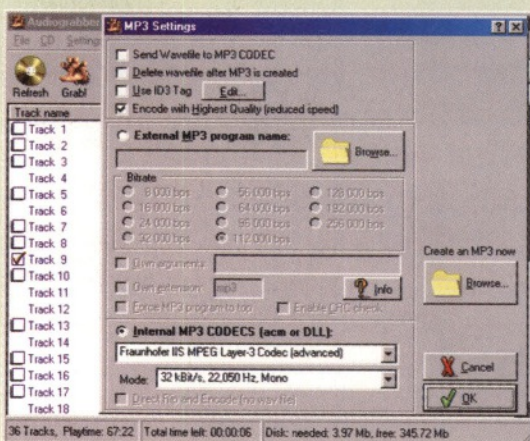 Audiograbber
MP3 Settings
File CD Settings
Refresh Grab!
Track name
Track 1
Track 2
Track 3
Track 4
Track 5
Track 6
Track 7
Track 8
Track 9
Track 10
Track 11
Track 12
Track 13
Track 14
Track 15
Track 16
Track 17
Track 18
Send Wavefile to MP3 CODEC
Delete wavefile after MP3 is created
Use ID3 Tag Edit...
Encode with Highest Quality (reduced speed)
External MP3 program name:
Browse...
Bitrate
8 000 bps 56 000 bps 128 000 bps
16 000 bps 64 000 bps 192 000 bps
24 000 bps 96 000 bps 256 000 bps
32 000 bps 112 000 bps
Own arguments:
Own extension: mp3 Info
Force MP3 program to top Enable CRC check
Internal MP3 CODECS (acm or DLL):
Fraunhofer IIS MPEG Layer-3 Codec (advanced)
Mode: 32 kBit/s, 22,050 Hz, Mono
Direct Rip and Encode (no wav file)
Create an MP3 now
Browse...
Cancel
OK
36 Tracks, Playtime: 67:22 Total time left: 00:00:06 Disk: needed: 3.97 Mb, free: 345.72 Mb